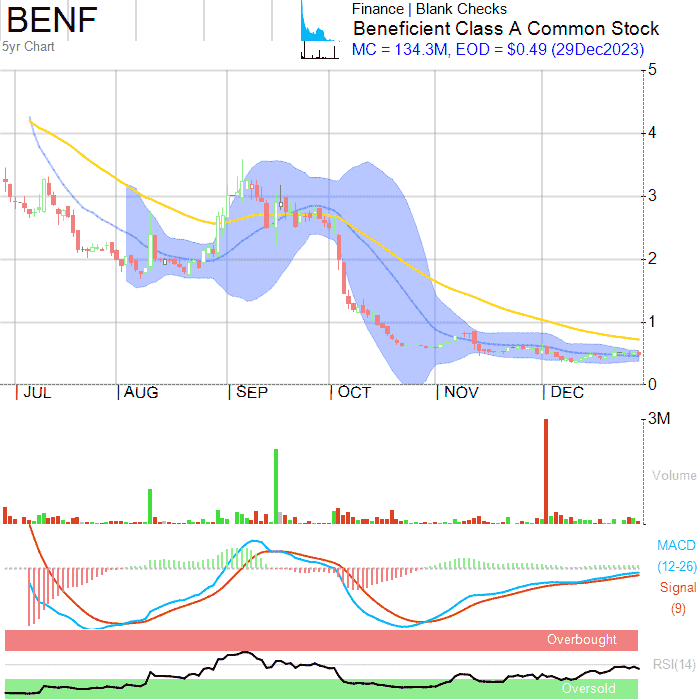 BENF
5yr Chart
Finance | Blank Checks
Beneficient Class A Common Stock
MC = 134.3M, EOD = $0.49 (29Dec2023)
5
4
3
2
1
0
JUL AUG SEP OCT NOV DEC
3M
Volume
MACD
(12-26)
Signal
(9)
Overbought
RSI(14)
Oversold